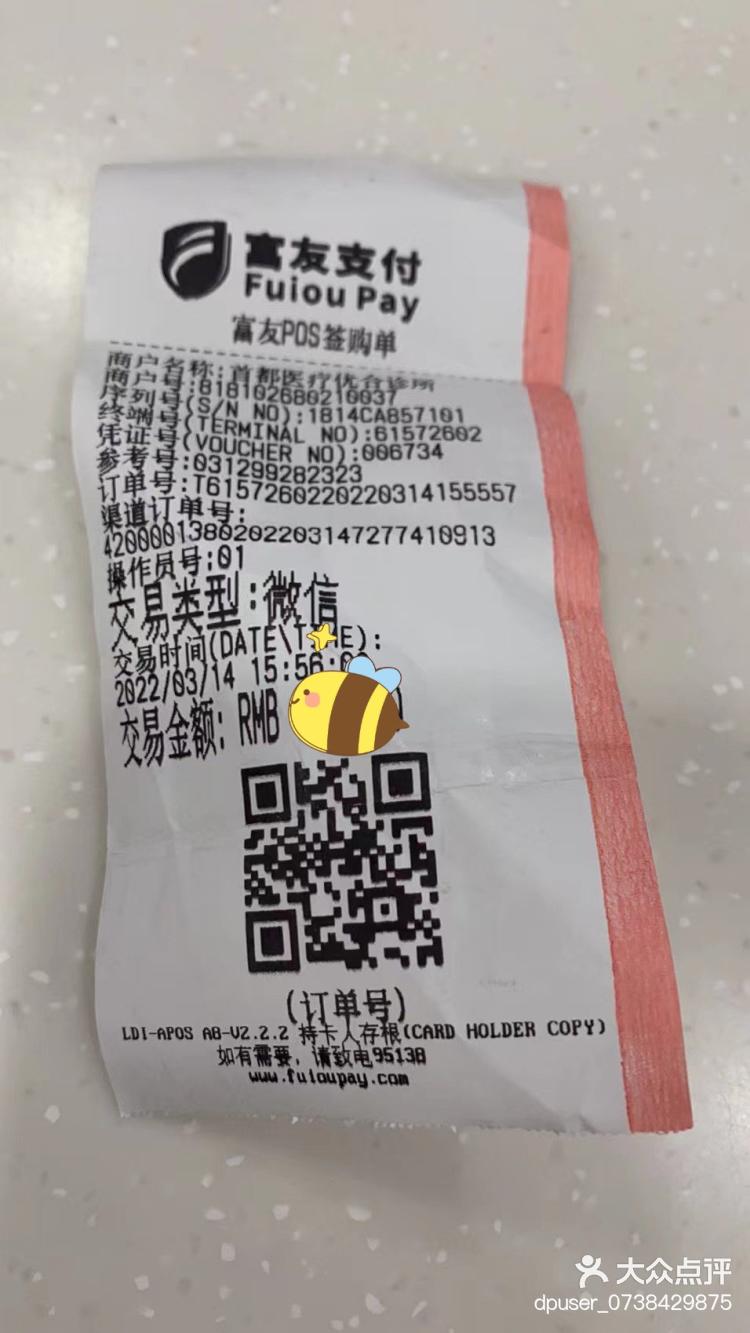 富友支付
Fuiou Pay
富友POS签购单
商户名称:首都医疗优合诊所
商户号:818102680210037
序列号(S/N NO):1814CA857101
终端号(TERMINAL NO):61572602
凭证号(VOUCHER NO):006734
参考号:031299282323
订单号:T6157260220220314155557
渠道订单号:
4200001380202203147277410913
操作员号:01
交易类型:微信
交易时间(DATE\TIME):
2022/03/14 15:56:
交易金额: RMB
(订单号)
LDI-APOS A8-V2.2.2 持卡人存根(CARD HOLDER COPY)
如有需要，请致电95138
www.fuioupay.com
大众点评
dpuser_0738429875